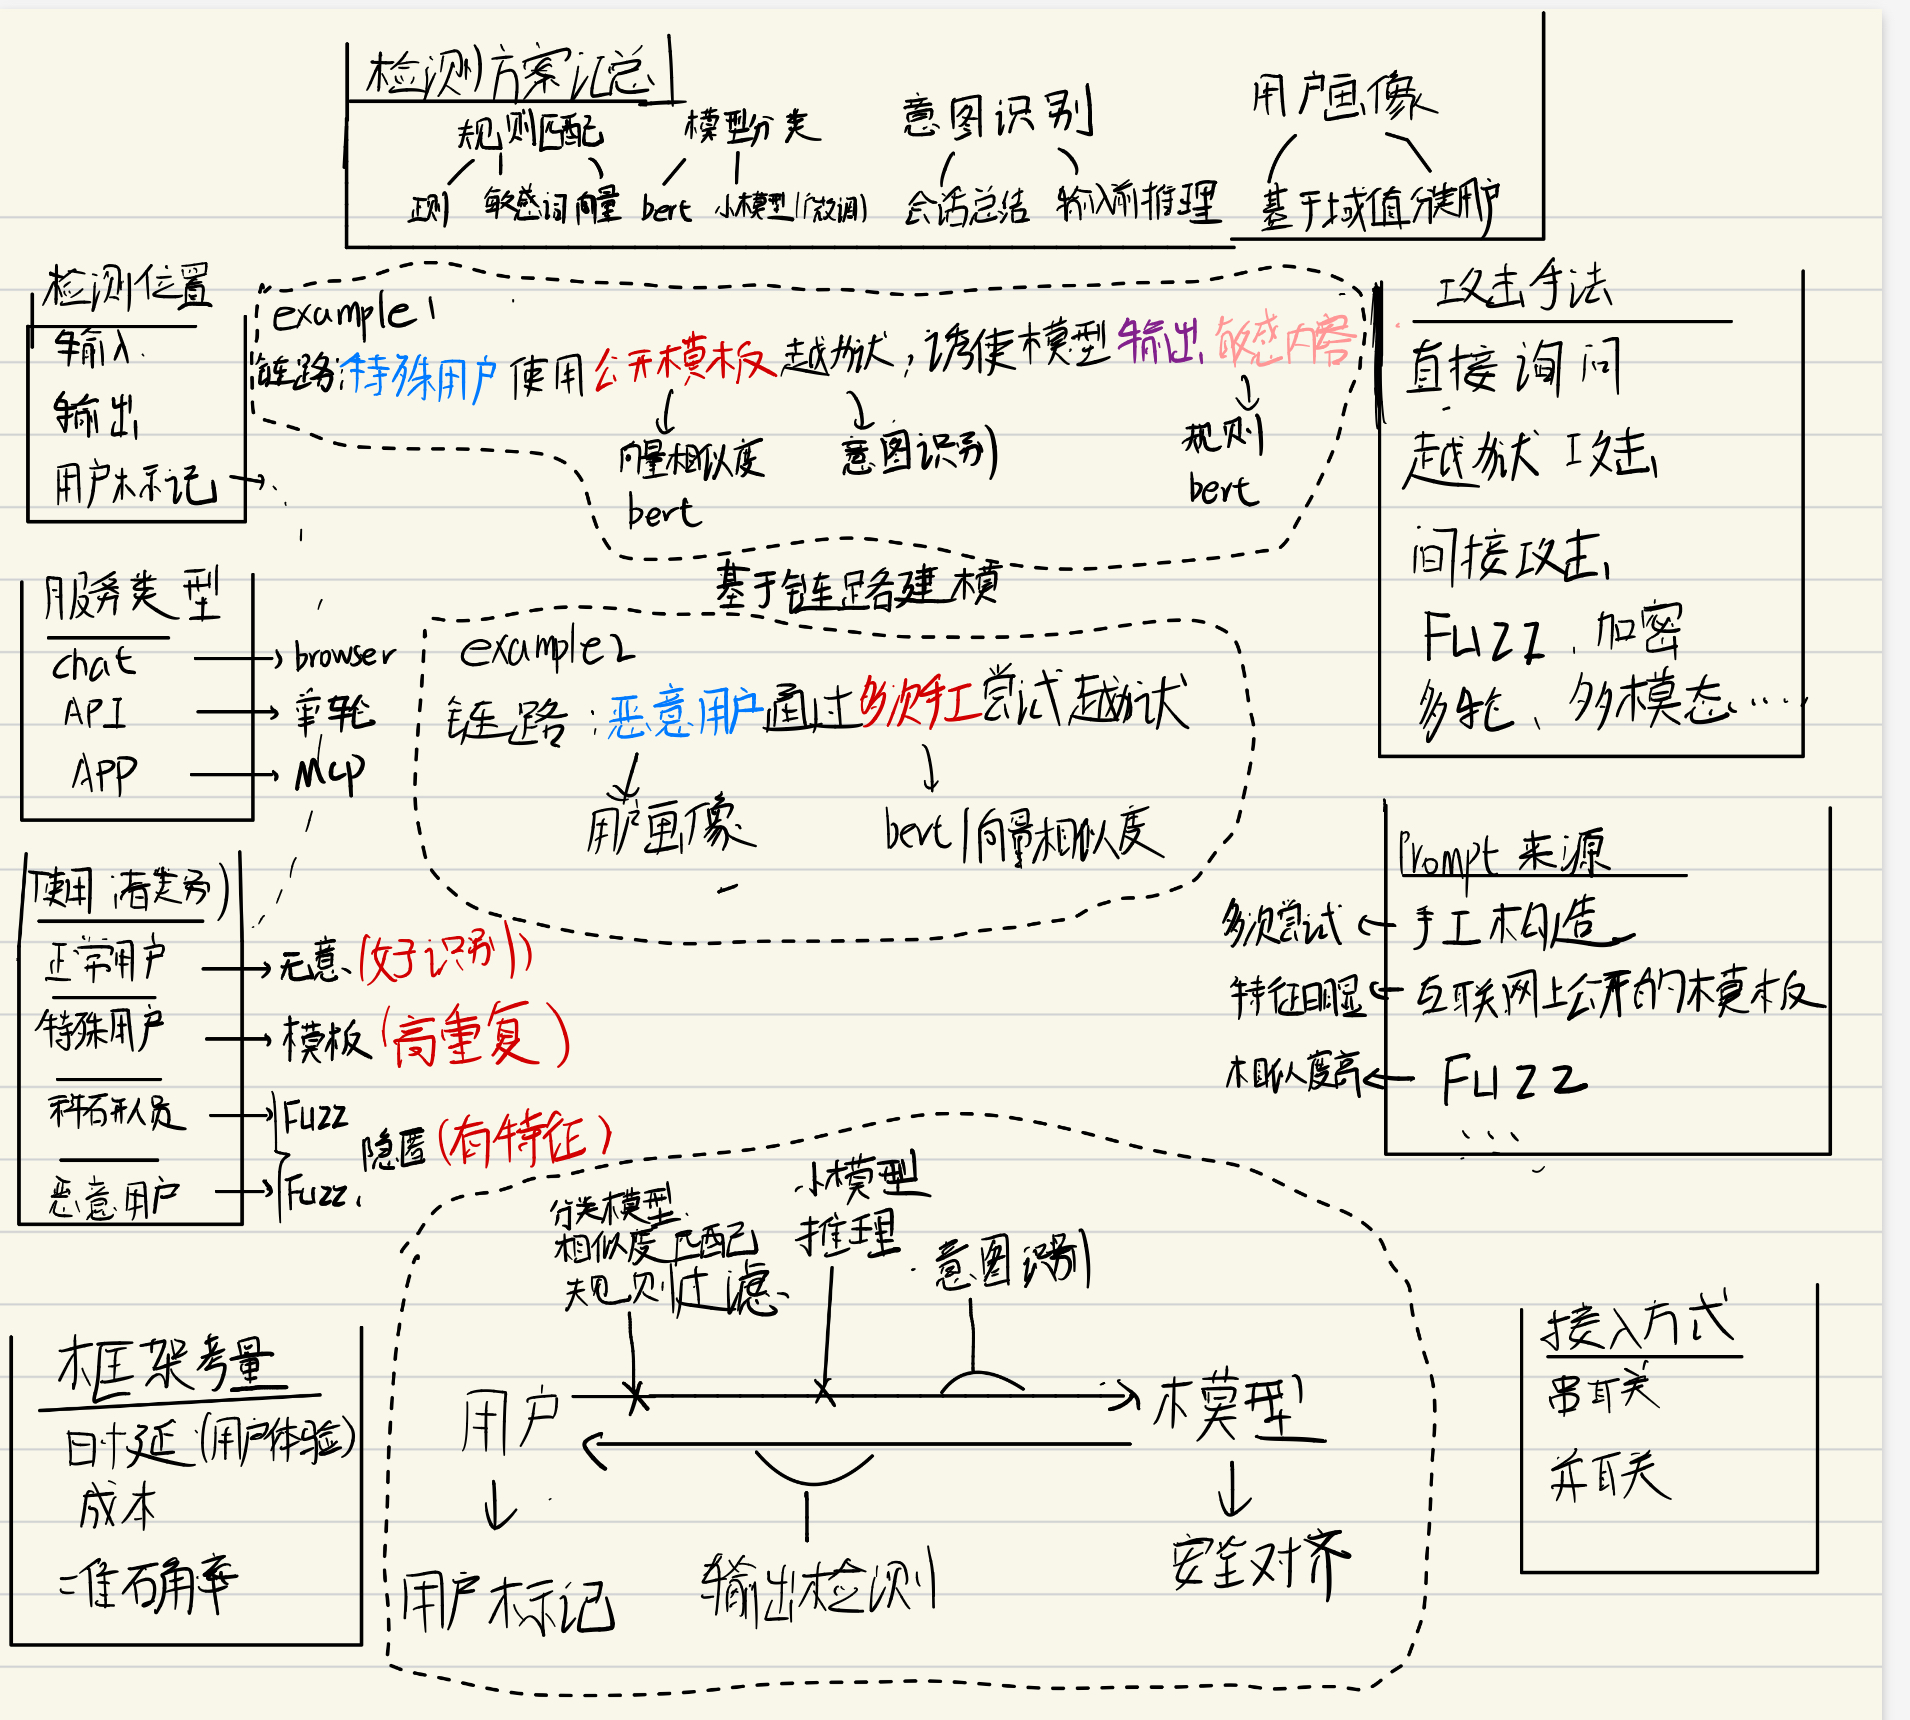 检测方案汇总
规则匹配 模型分类 意图识别 用户画像
正则 敏感词 向量 bert 小模型(微调) 会话总结 输入前推理 基于域值分类用户
检测位置
输入
输出
用户标记
example1
链路:特殊用户 使用 公开模板 越狱,诱使模型 输出 敏感内容
向量相似度
bert
意图识别
规则
bert
攻击手法
直接询问
越狱攻击
间接攻击
FUZZ、加密
多轮、多模态.....
基于链路建模
服务类型
chat → browser
API → 单轮
APP → MCP
example2
链路:恶意用户通过多次手工尝试越狱
用户画像
bert/向量相似度
使用者类别
正常用户 → 无意(好识别)
特殊用户 → 模板(高重复)
科研人员 → FUZZ
恶意用户 → FUZZ
隐匿(有特征)
Prompt 来源
多次尝试 ← 手工构造
特征明显 ← 互联网上公开的模板
相似度高 ← FUZZ
...
分类模型
相似度匹配
规则过滤
小模型
推理
意图识别
用户 模型
用户标记
输出检测
安全对齐
框架考量
时延(用户体验)
成本
准确率
接入方式
串联
并联